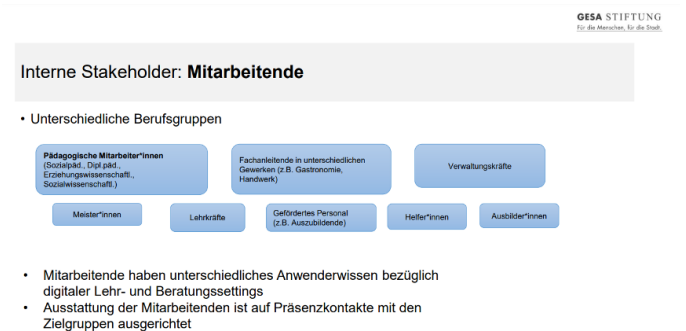 GESA STIFTUNG
Für die Menschen, für die Stadt.
Interne Stakeholder: Mitarbeitende
• Unterschiedliche Berufsgruppen
Pädagogische Mitarbeiter*innen
(Sozialpäd., Dipl.päd.,
Erziehungswissenschaftl.,
Sozialwissenschaftl.)
Fachanleitende in unterschiedlichen
Gewerken (z.B. Gastronomie,
Handwerk)
Verwaltungskräfte
Meister*innen
Lehrkräfte
Gefördertes Personal
(z.B. Auszubildende)
Helfer*innen
Ausbilder*innen
• Mitarbeitende haben unterschiedliches Anwenderwissen bezüglich
digitaler Lehr- und Beratungssettings
• Ausstattung der Mitarbeitenden ist auf Präsenzkontakte mit den
Zielgruppen ausgerichtet